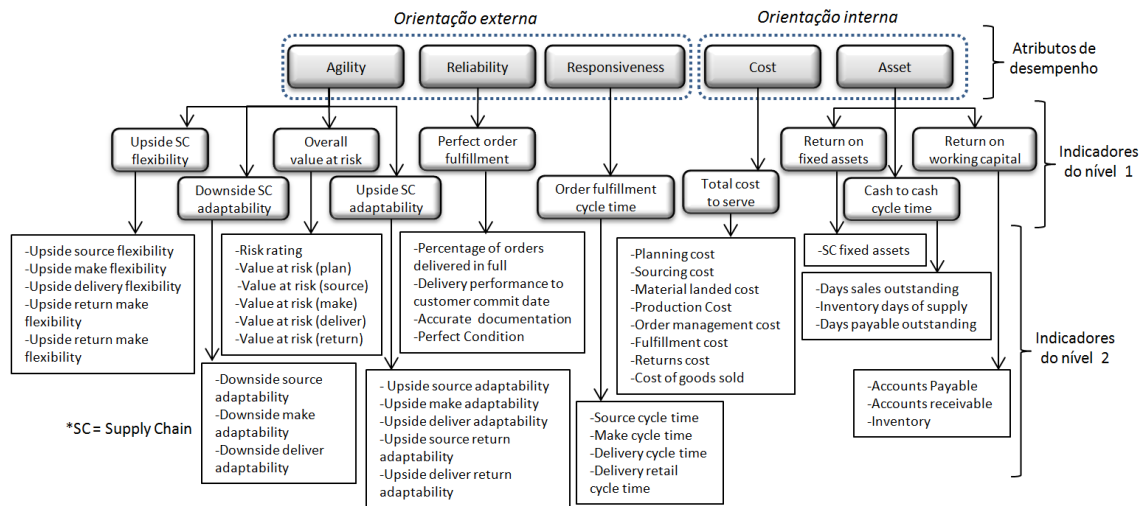 Orientação externa
Orientação interna
Agility
Reliability
Responsiveness
Cost
Asset
Atributos de
desempenho
Upside SC
flexibility
Overall
value at risk
Perfect order
fulfillment
Return on
fixed assets
Return on
working capital
Indicadores
do nível 1
Downside SC
adaptability
Upside SC
adaptability
Order fulfillment
cycle time
Total cost
to serve
Cash to cash
cycle time
-Upside source flexibility
-Upside make flexibility
-Upside delivery flexibility
-Upside return make
flexibility
-Upside return make
flexibility
-Risk rating
-Value at risk (plan)
-Value at risk (source)
-Value at risk (make)
-Value at risk (deliver)
-Value at risk (return)
-Percentage of orders
delivered in full
-Delivery performance to
customer commit date
-Accurate documentation
-Perfect Condition
-Planning cost
-Sourcing cost
-Material landed cost
-Production Cost
-Order management cost
-Fulfillment cost
-Returns cost
-Cost of goods sold
-SC fixed assets
-Days sales outstanding
-Inventory days of supply
-Days payable outstanding
Indicadores
do nível 2
-Downside source
adaptability
-Downside make
adaptability
-Downside deliver
adaptability
- Upside source adaptability
-Upside make adaptability
-Upside deliver adaptability
-Upside source return
adaptability
-Upside deliver return
adaptability
-Source cycle time
-Make cycle time
-Delivery cycle time
-Delivery retail
cycle time
-Accounts Payable
-Accounts receivable
-Inventory
*SC = Supply Chain